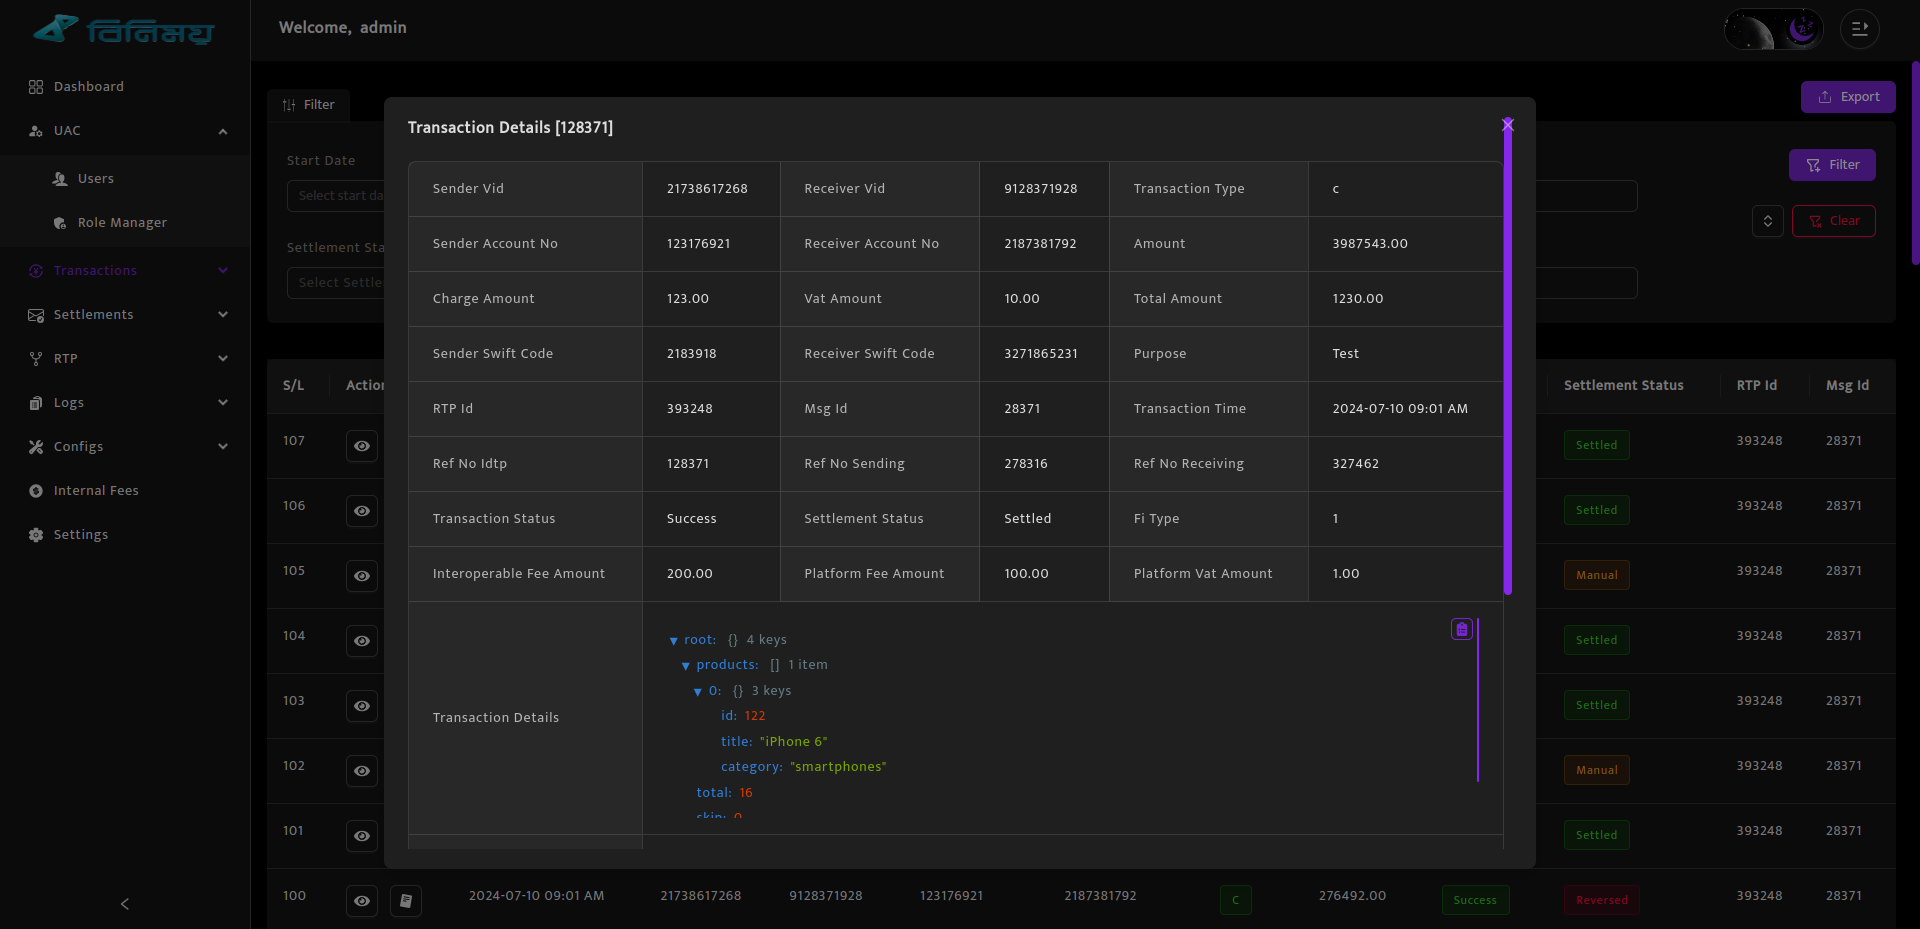 বিনিময়
Welcome, admin
Dashboard
UAC
Users
Role Manager
Transactions
Settlements
RTP
Logs
Configs
Internal Fees
Settings
Filter
Export
Start Date
Select start da
Filter
Clear
Settlement Sta
Select Settle
Transaction Details [128371]
Sender Vid 21738617268 Receiver Vid 9128371928 Transaction Type c
Sender Account No 123176921 Receiver Account No 2187381792 Amount 3987543.00
Charge Amount 123.00 Vat Amount 10.00 Total Amount 1230.00
Sender Swift Code 2183918 Receiver Swift Code 3271865231 Purpose Test
RTP Id 393248 Msg Id 28371 Transaction Time 2024-07-10 09:01 AM
Ref No Idtp 128371 Ref No Sending 278316 Ref No Receiving 327462
Transaction Status Success Settlement Status Settled Fi Type 1
Interoperable Fee Amount 200.00 Platform Fee Amount 100.00 Platform Vat Amount 1.00
Transaction Details
root: {} 4 keys
products: [] 1 item
0: {} 3 keys
id: 122
title: "iPhone 6"
category: "smartphones"
total: 16
skip: 0
S/L Action Settlement Status RTP Id Msg Id
107 Settled 393248 28371
106 Settled 393248 28371
105 Manual 393248 28371
104 Settled 393248 28371
103 Settled 393248 28371
102 Manual 393248 28371
101 Settled 393248 28371
100 2024-07-10 09:01 AM 21738617268 9128371928 123176921 2187381792 C 276492.00 Success Reversed 393248 28371